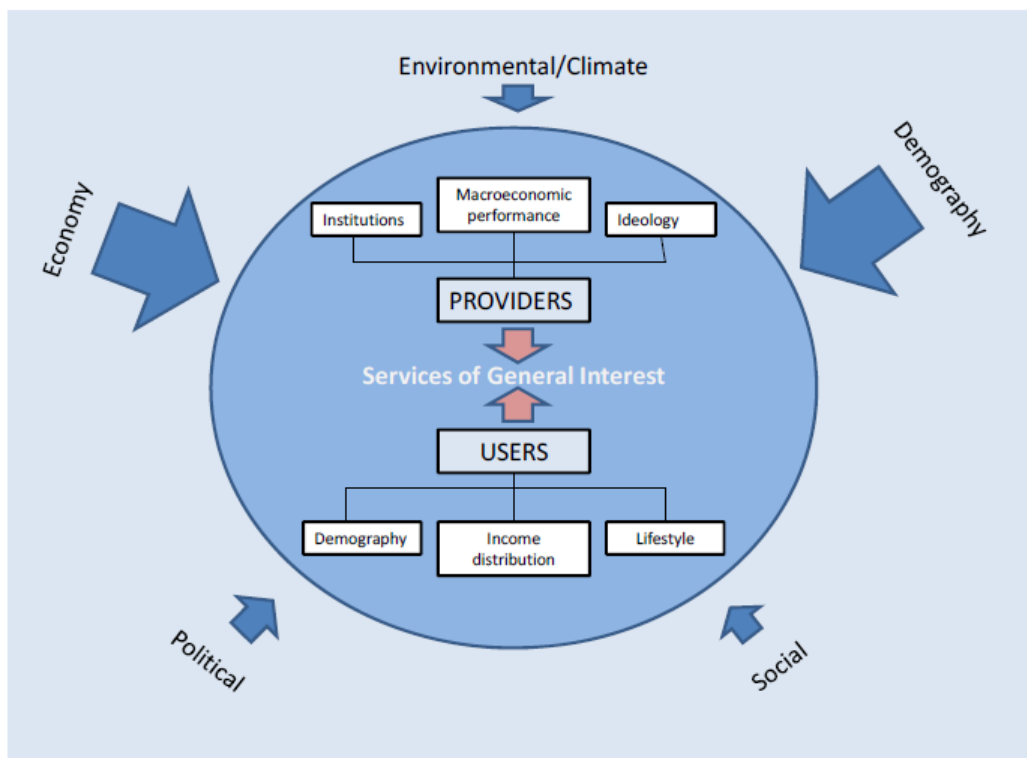 Environmental/Climate
Economy
Demography
Institutions
Macroeconomic
performance
Ideology
PROVIDERS
Services of General Interest
USERS
Demography
Income
distribution
Lifestyle
Political
Social